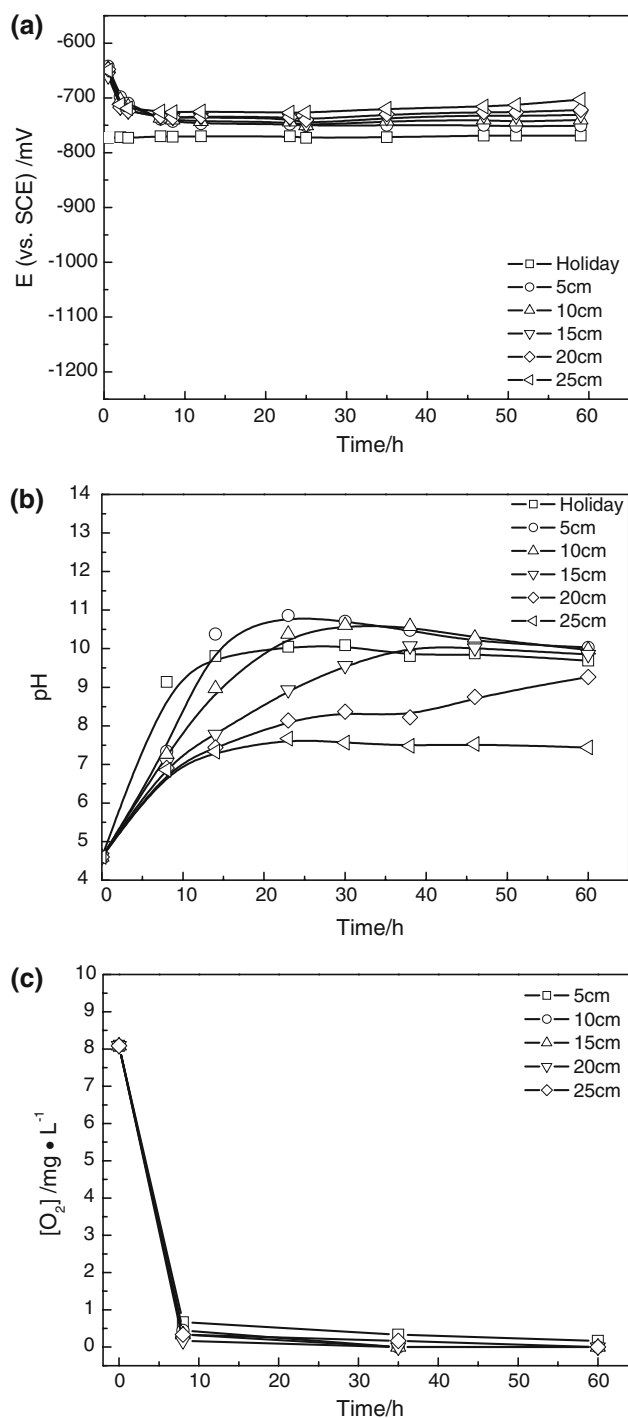 (a)
-600
-700
-800
-900
-1000
-1100
-1200
E (vs. SCE) /mV
Holiday
5cm
10cm
15cm
20cm
25cm
0 10 20 30 40 50 60
Time/h
(b)
14
13
12
11
10
9
8
7
6
5
4
pH
Holiday
5cm
10cm
15cm
20cm
25cm
0 10 20 30 40 50 60
Time/h
(c)
10
9
8
7
6
5
4
3
2
1
0
[O₂] /mg • L⁻¹
5cm
10cm
15cm
20cm
25cm
0 10 20 30 40 50 60
Time/h